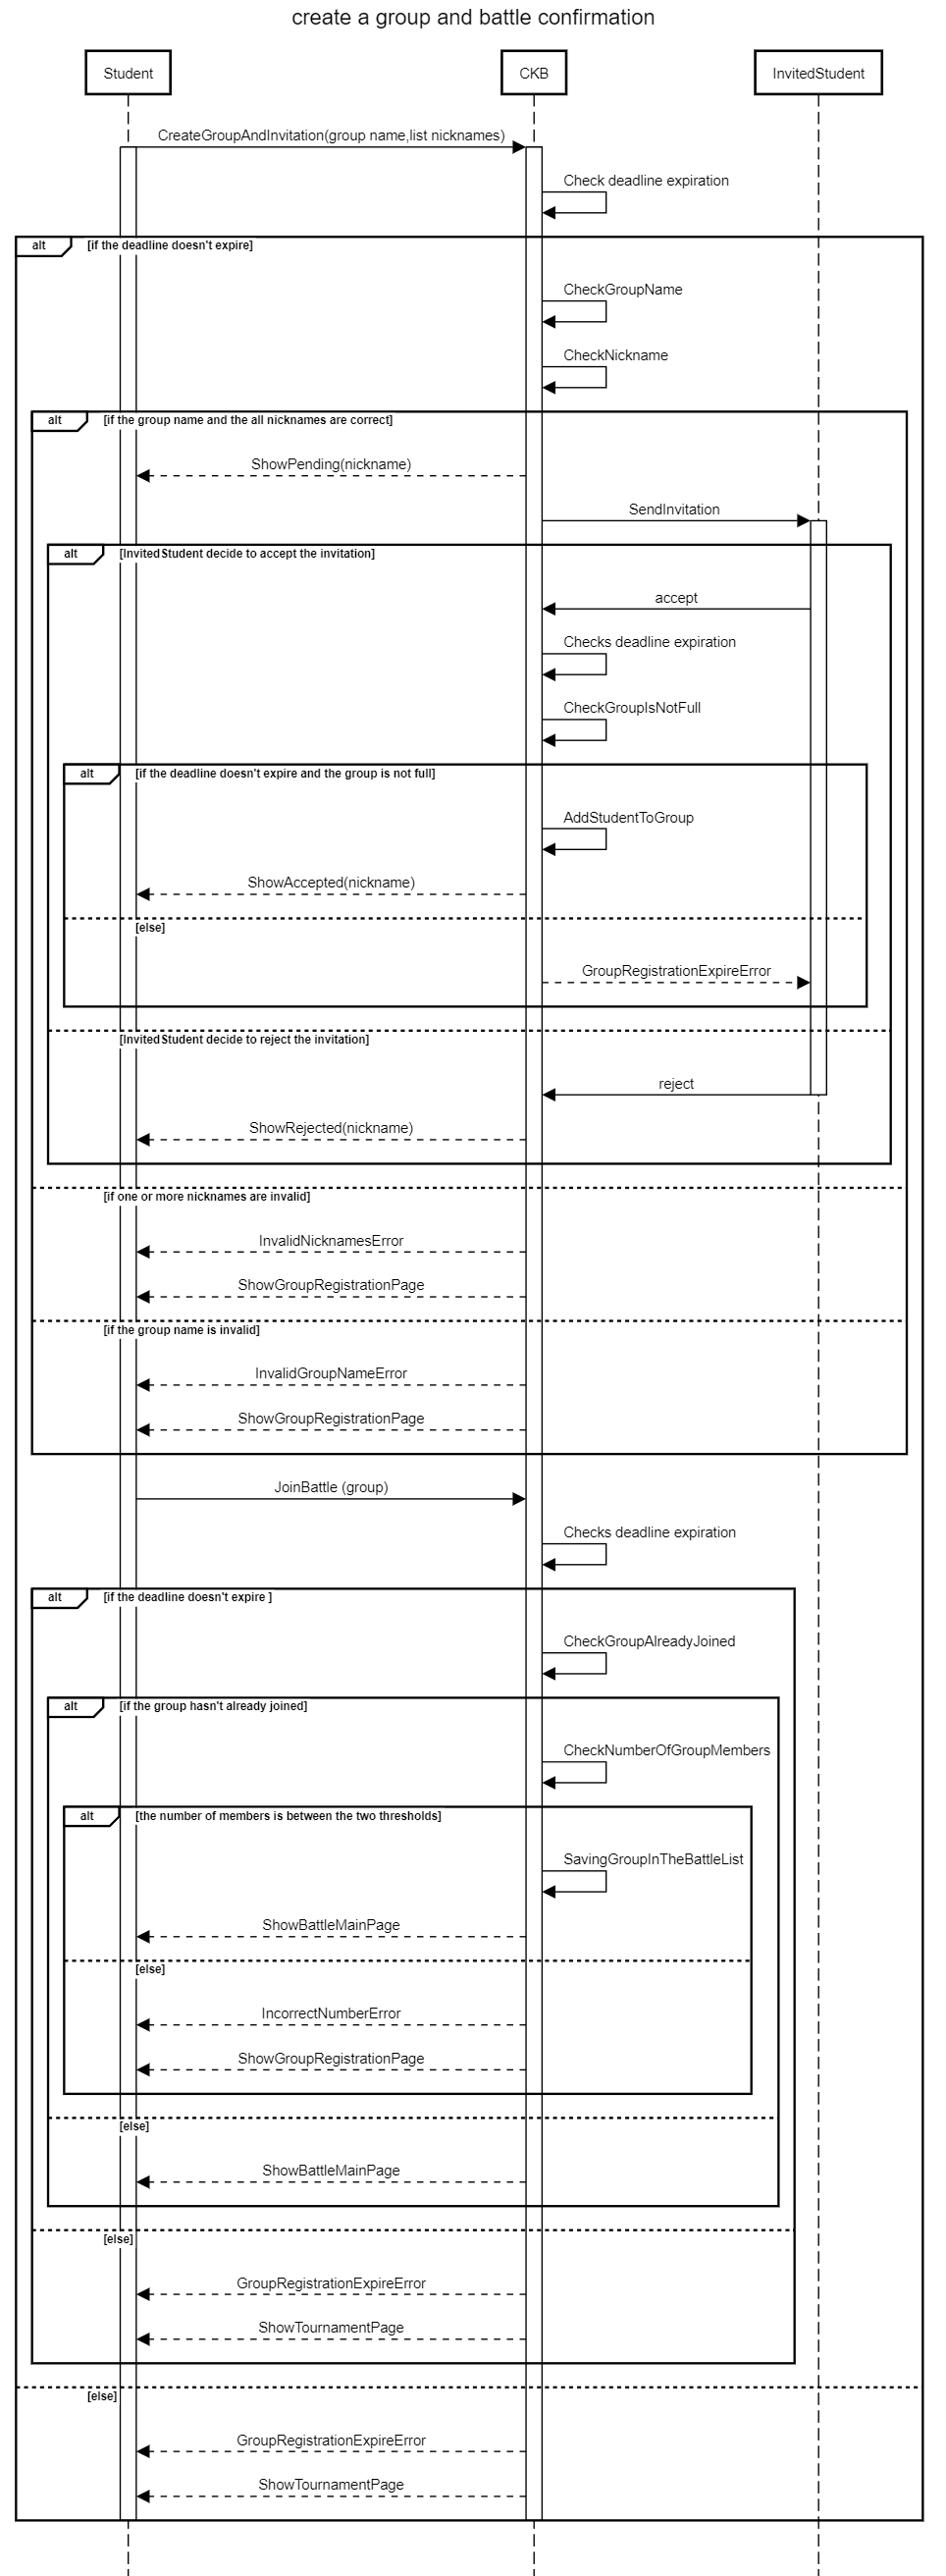 create a group and battle confirmation
Student
CKB
InvitedStudent
CreateGroupAndInvitation(group name,list nicknames)
Check deadline expiration
alt
[if the deadline doesn't expire]
CheckGroupName
CheckNickname
alt
[if the group name and the all nicknames are correct]
ShowPending(nickname)
SendInvitation
alt
[InvitedStudent decide to accept the invitation]
accept
Checks deadline expiration
CheckGroupIsNotFull
alt
[if the deadline doesn't expire and the group is not full]
AddStudentToGroup
ShowAccepted(nickname)
[else]
GroupRegistrationExpireError
[InvitedStudent decide to reject the invitation]
reject
ShowRejected(nickname)
[if one or more nicknames are invalid]
InvalidNicknamesError
ShowGroupRegistrationPage
[if the group name is invalid]
InvalidGroupNameError
ShowGroupRegistrationPage
JoinBattle (group)
Checks deadline expiration
alt
[if the deadline doesn't expire ]
CheckGroupAlreadyJoined
alt
[if the group hasn't already joined]
CheckNumberOfGroupMembers
alt
[the number of members is between the two thresholds]
SavingGroupInTheBattleList
ShowBattleMainPage
[else]
IncorrectNumberError
ShowGroupRegistrationPage
[else]
ShowBattleMainPage
[else]
GroupRegistrationExpireError
ShowTournamentPage
[else]
GroupRegistrationExpireError
ShowTournamentPage